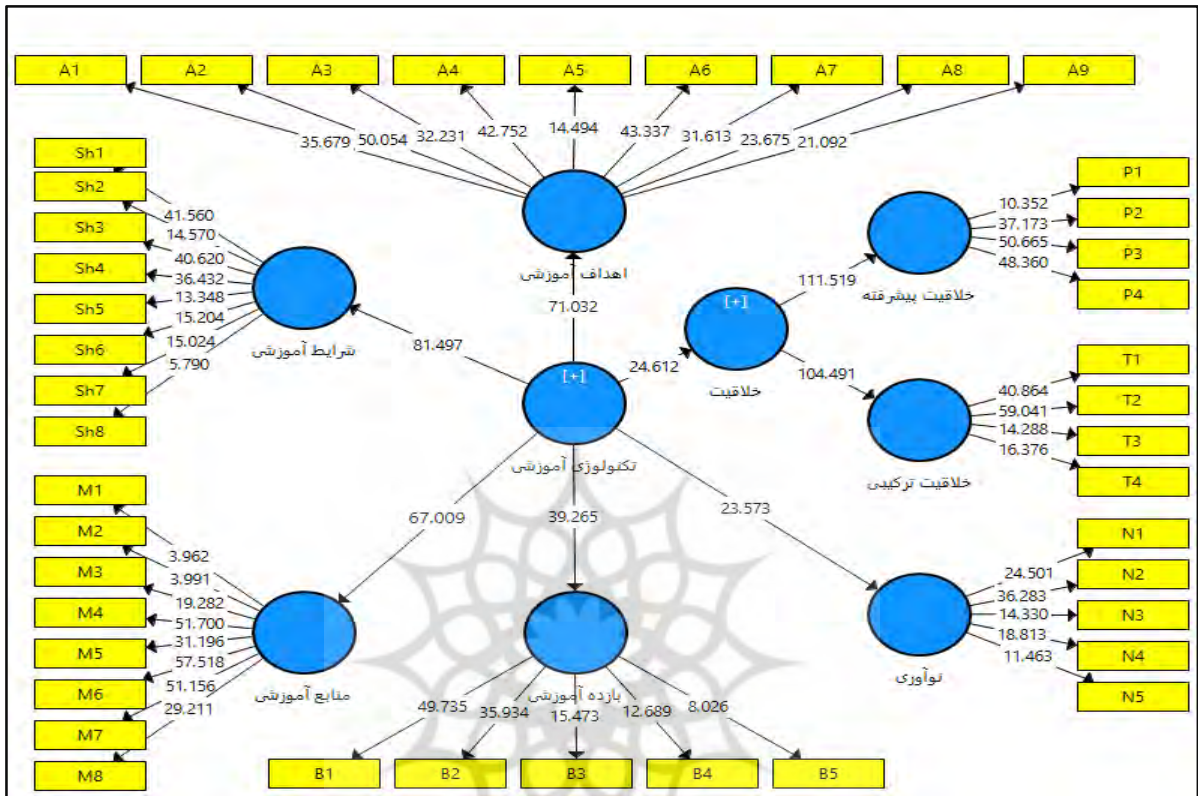 A1 A2 A3 A4 A5 A6 A7 A8 A9
35.679 50.054 32.231 42.752 14.494 43.337 31.613 23.675 21.092
اهداف آموزشی
71.032
Sh1
Sh2
Sh3
Sh4
Sh5
Sh6
Sh7
Sh8
41.560
14.570
40.620
36.432
13.348
15.204
15.024
5.790
شرایط آموزشی
81.497
[+]
تکنولوژی آموزشی
24.612
[+]
خلاقیت
111.519
104.491
خلاقیت پیشرفته
10.352
37.173
50.665
48.360
P1
P2
P3
P4
خلاقیت ترکیبی
40.864
59.041
14.288
16.376
T1
T2
T3
T4
67.009
39.265
23.573
M1
M2
M3
M4
M5
M6
M7
M8
3.962
3.991
19.282
51.700
31.196
57.518
51.156
29.211
منابع آموزشی
بازده آموزشی
49.735 35.934 15.473 12.689 8.026
B1 B2 B3 B4 B5
نوآوری
24.501
36.283
14.330
18.813
11.463
N1
N2
N3
N4
N5